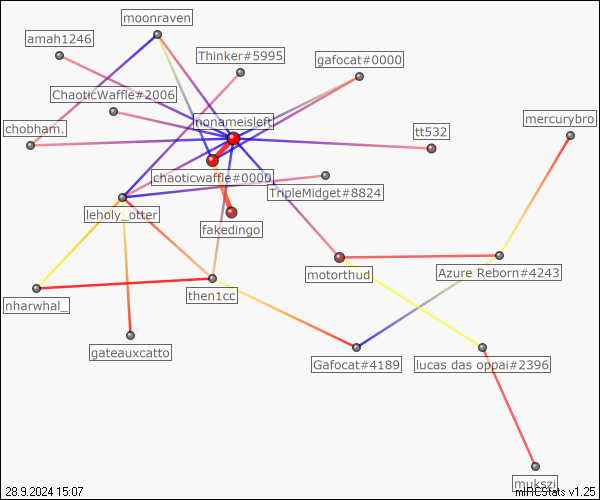 moonraven
amah1246
Thinker#5995
gafocat#0000
ChaoticWaffle#2006
mercurybro
nonameisleft
chobham.
tt532
chaoticwaffle#0000
TripleMidget#8824
leholy_otter
fakedingo
motorthud
Azure Reborn#4243
then1cc
nharwhal_
gateauxcatto
Gafocat#4189
lucas das oppai#2396
mukszi
28.9.2024 15:07
mIRCStats v1.25